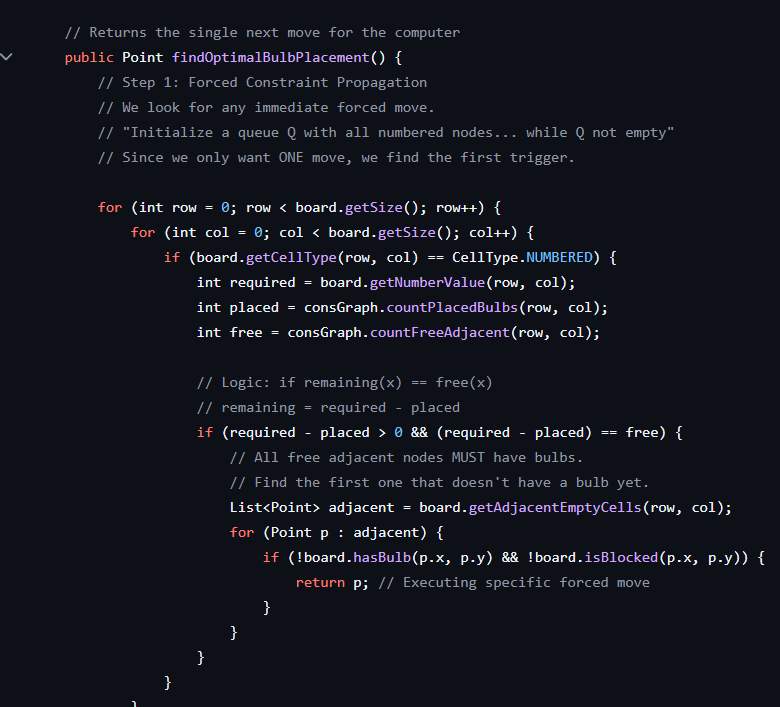 // Returns the single next move for the computer
public Point findOptimalBulbPlacement() {
// Step 1: Forced Constraint Propagation
// We look for any immediate forced move.
// "Initialize a queue Q with all numbered nodes... while Q not empty"
// Since we only want ONE move, we find the first trigger.
for (int row = 0; row < board.getSize(); row++) {
for (int col = 0; col < board.getSize(); col++) {
if (board.getCellType(row, col) == CellType.NUMBERED) {
int required = board.getNumberValue(row, col);
int placed = consGraph.countPlacedBulbs(row, col);
int free = consGraph.countFreeAdjacent(row, col);
// Logic: if remaining(x) == free(x)
// remaining = required - placed
if (required - placed > 0 && (required - placed) == free) {
// All free adjacent nodes MUST have bulbs.
// Find the first one that doesn't have a bulb yet.
List<Point> adjacent = board.getAdjacentEmptyCells(row, col);
for (Point p : adjacent) {
if (!board.hasBulb(p.x, p.y) && !board.isBlocked(p.x, p.y)) {
return p; // Executing specific forced move
}
}
}
}
}